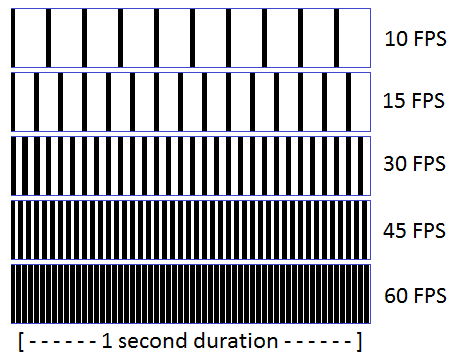 10 FPS
15 FPS
30 FPS
45 FPS
60 FPS
[ - - - - - - 1 second duration - - - - - - ]